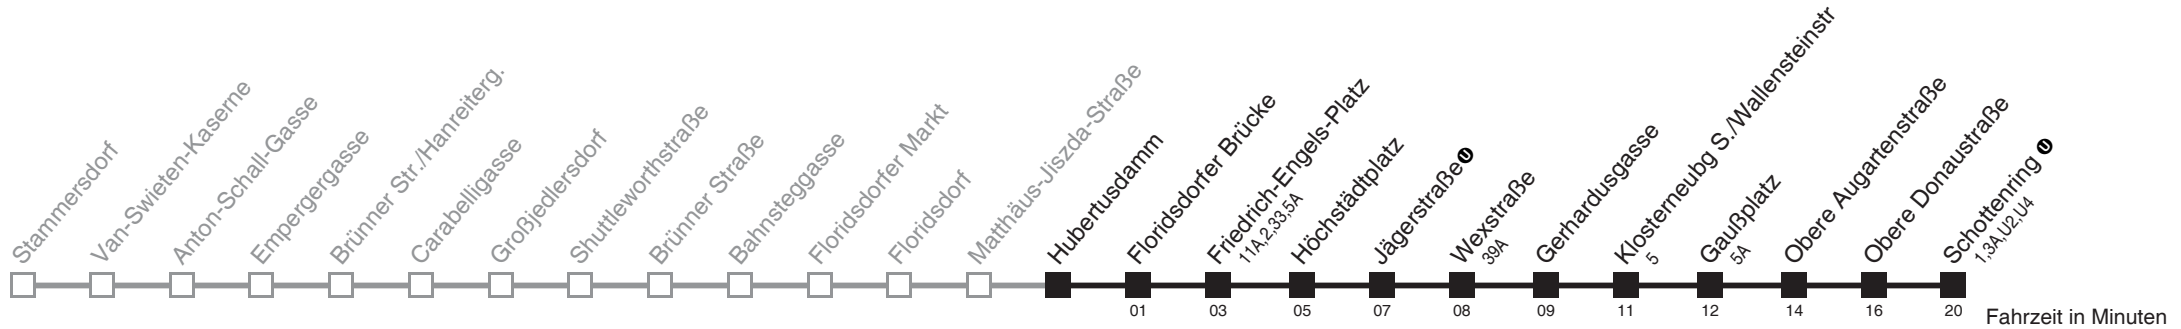 Stammersdorf
Van-Swieten-Kaserne
Anton-Schall-Gasse
Empergergasse
Brünner Str./Hanreiterg.
Carabelligasse
Großjedlersdorf
Shuttleworthstraße
Brünner Straße
Bahnsteggasse
Floridsdorfer Markt
Floridsdorf
Matthäus-Jiszda-Straße
Hubertusdamm
Floridsdorfer Brücke
01
Friedrich-Engels-Platz
11A,2,33,5A
03
Höchstädtplatz
05
Jägerstraße U
07
Wexstraße
39A
08
Gerhardusgasse
09
Klosterneubg S./Wallensteinstr
5
11
Gaußplatz
5A
12
Obere Augartenstraße
14
Obere Donaustraße
16
Schottenring U
1,3A,U2,U4
20
Fahrzeit in Minuten